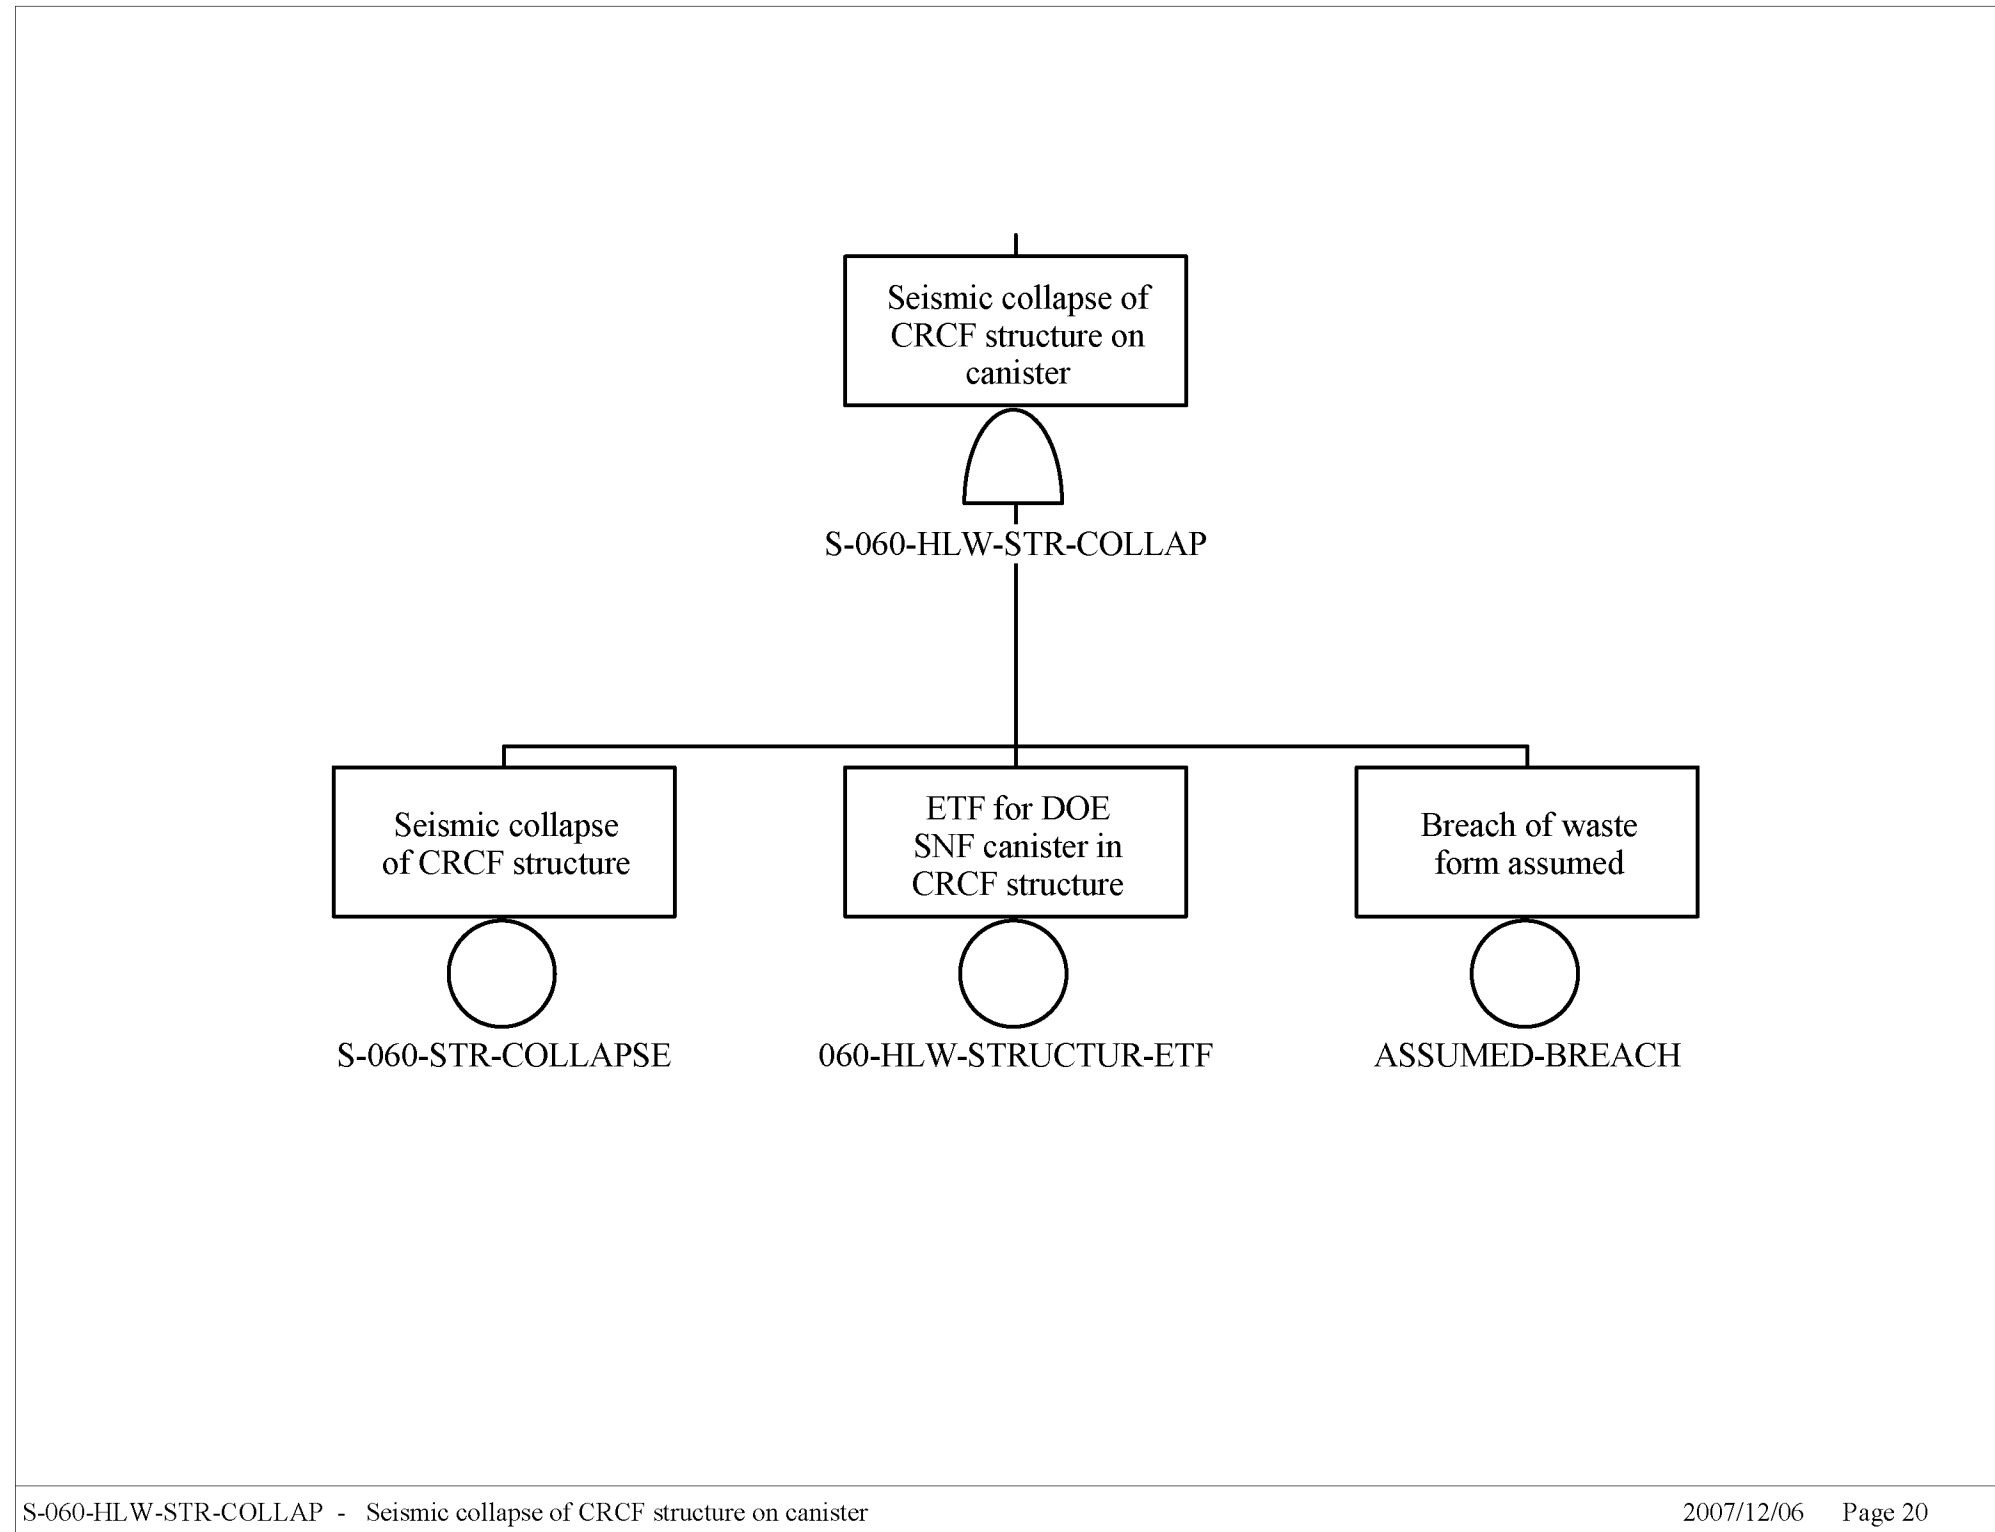 Seismic collapse of
CRCF structure on
canister
S-060-HLW-STR-COLLAP
Seismic collapse
of CRCF structure
ETF for DOE
SNF canister in
CRCF structure
Breach of waste
form assumed
S-060-STR-COLLAPSE
060-HLW-STRUCTUR-ETF
ASSUMED-BREACH
S-060-HLW-STR-COLLAP - Seismic collapse of CRCF structure on canister
2007/12/06 Page 20